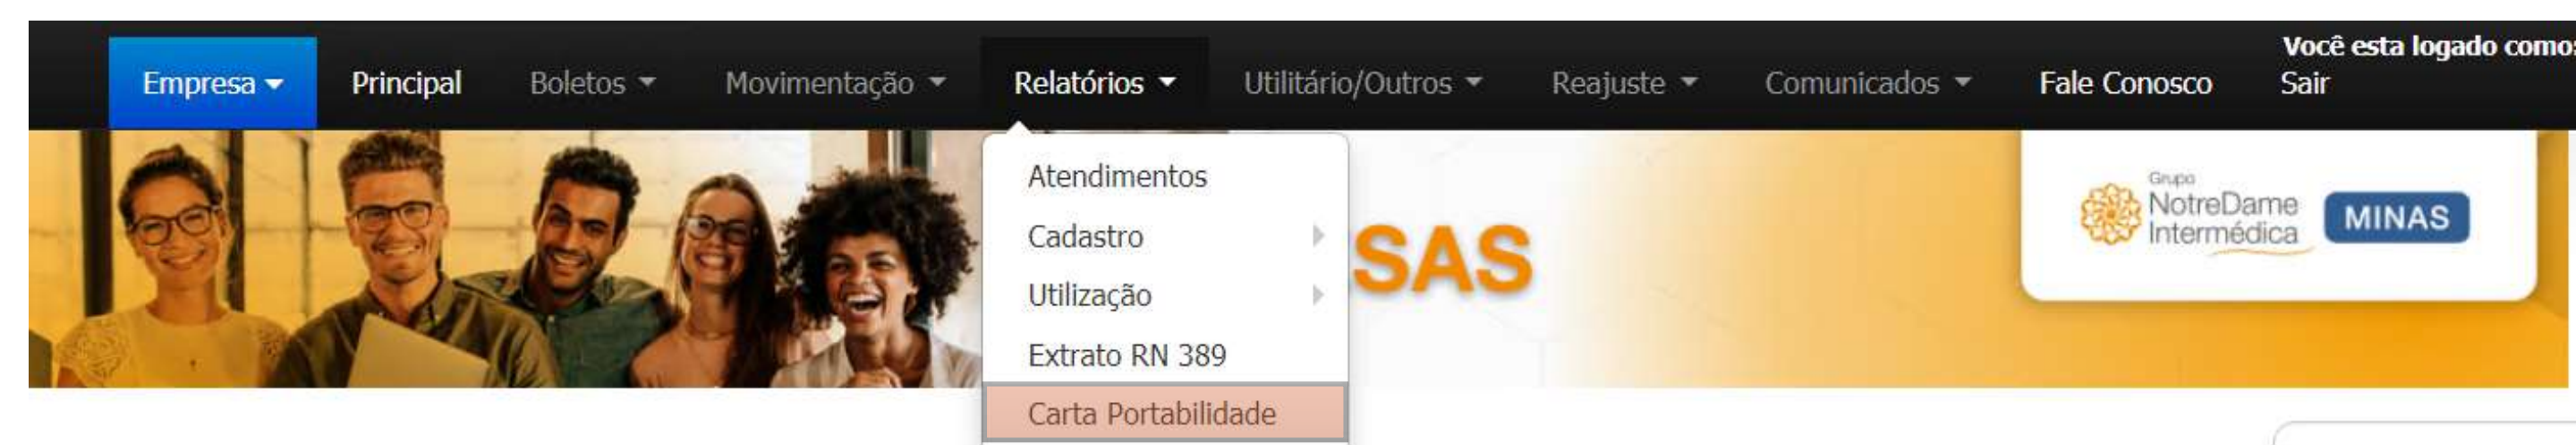 Você esta logado como:
Empresa Principal Boletos Movimentação Relatórios Utilitário/Outros Reajuste Comunicados Fale Conosco Sair
Atendimentos
Cadastro
Utilização
Extrato RN 389
Carta Portabilidade
SAS
Grupo
NotreDame
Intermédica
MINAS